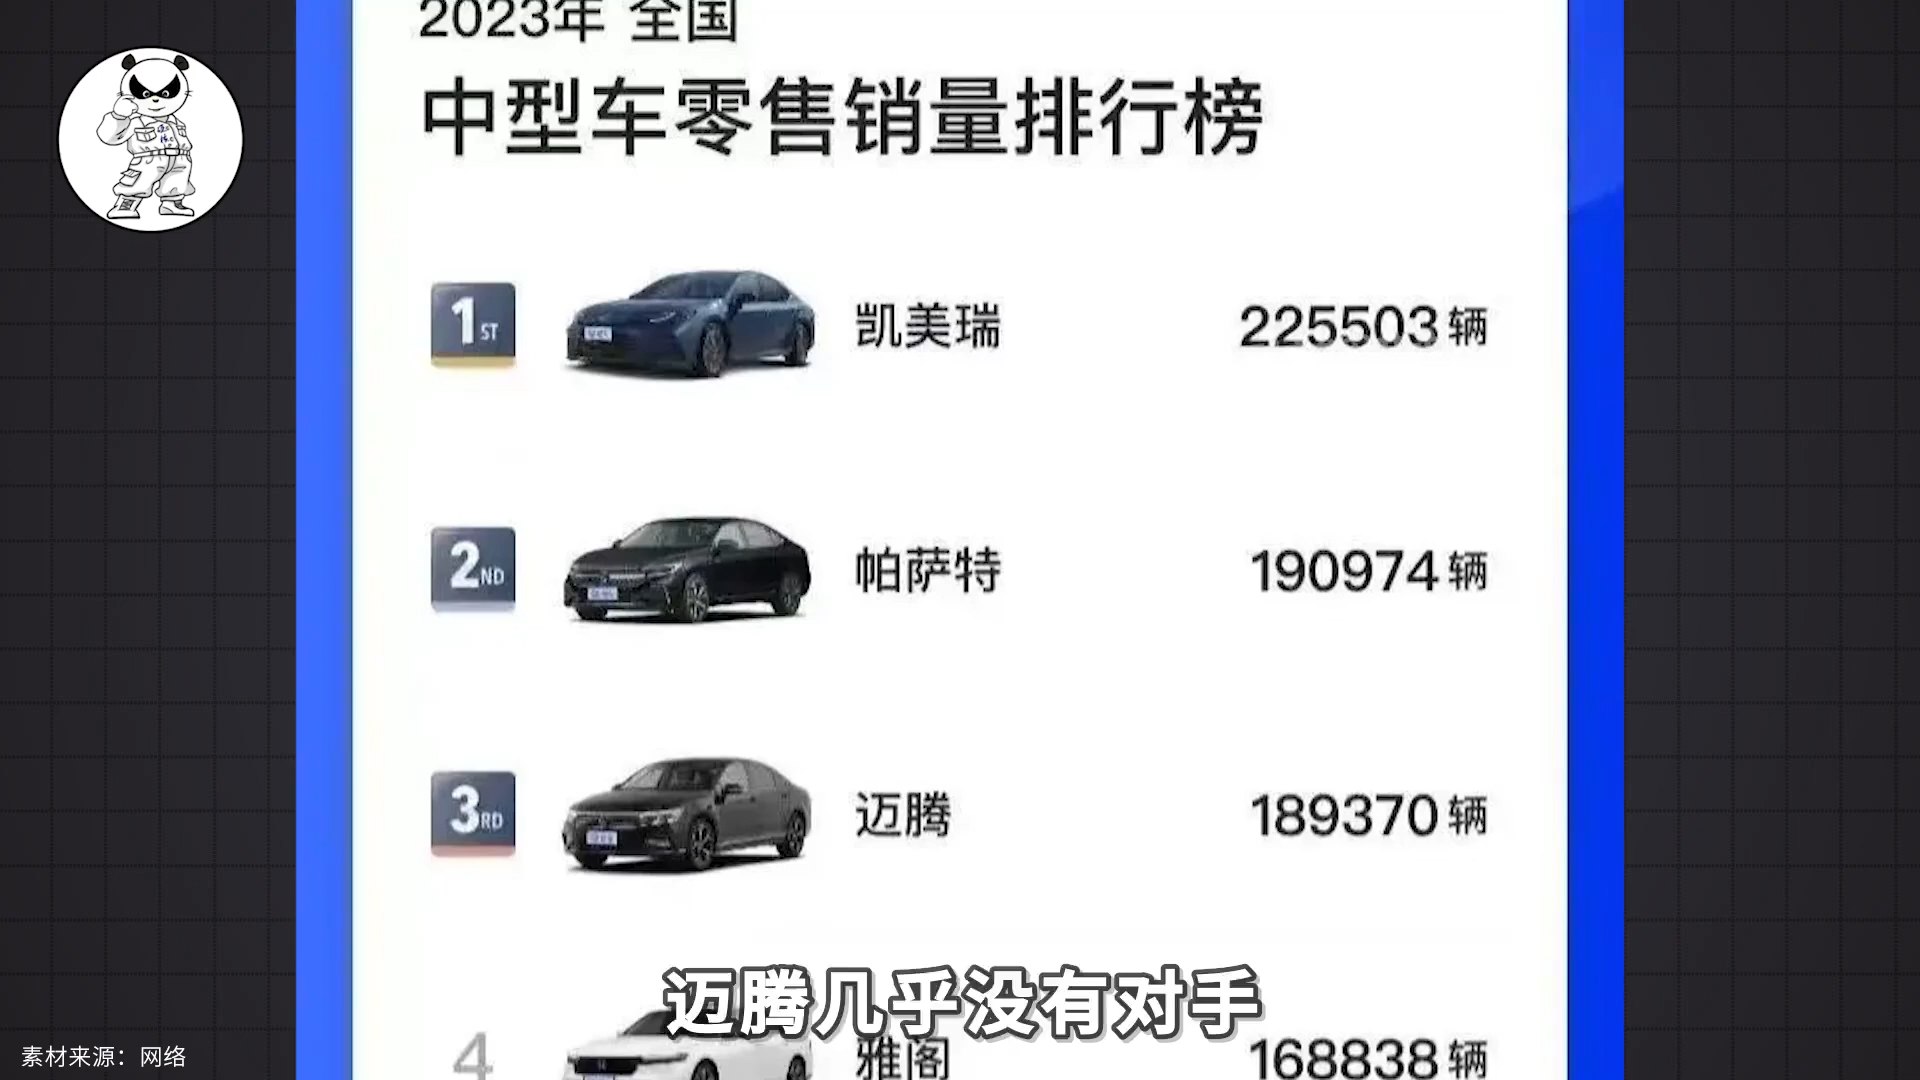 2023年 全国
中型车零售销量排行榜
1ST 凯美瑞 225503辆
2ND 帕萨特 190974辆
3RD 迈腾 189370辆
迈腾几乎没有对手
4 雅阁 168838辆
素材来源：网络